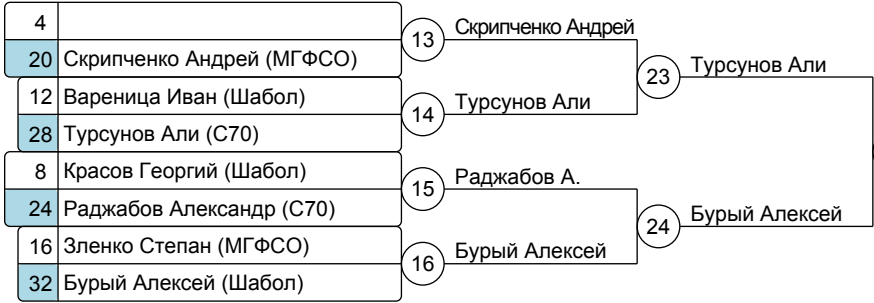 4
20 Скрипченко Андрей (МГФСО)
12 Вареница Иван (Шабол)
28 Турсунов Али (С70)
8 Красов Георгий (Шабол)
24 Раджабов Александр (С70)
16 Зленко Степан (МГФСО)
32 Бурый Алексей (Шабол)
13 Скрипченко Андрей
14 Турсунов Али
15 Раджабов А.
16 Бурый Алексей
23 Турсунов Али
24 Бурый Алексей